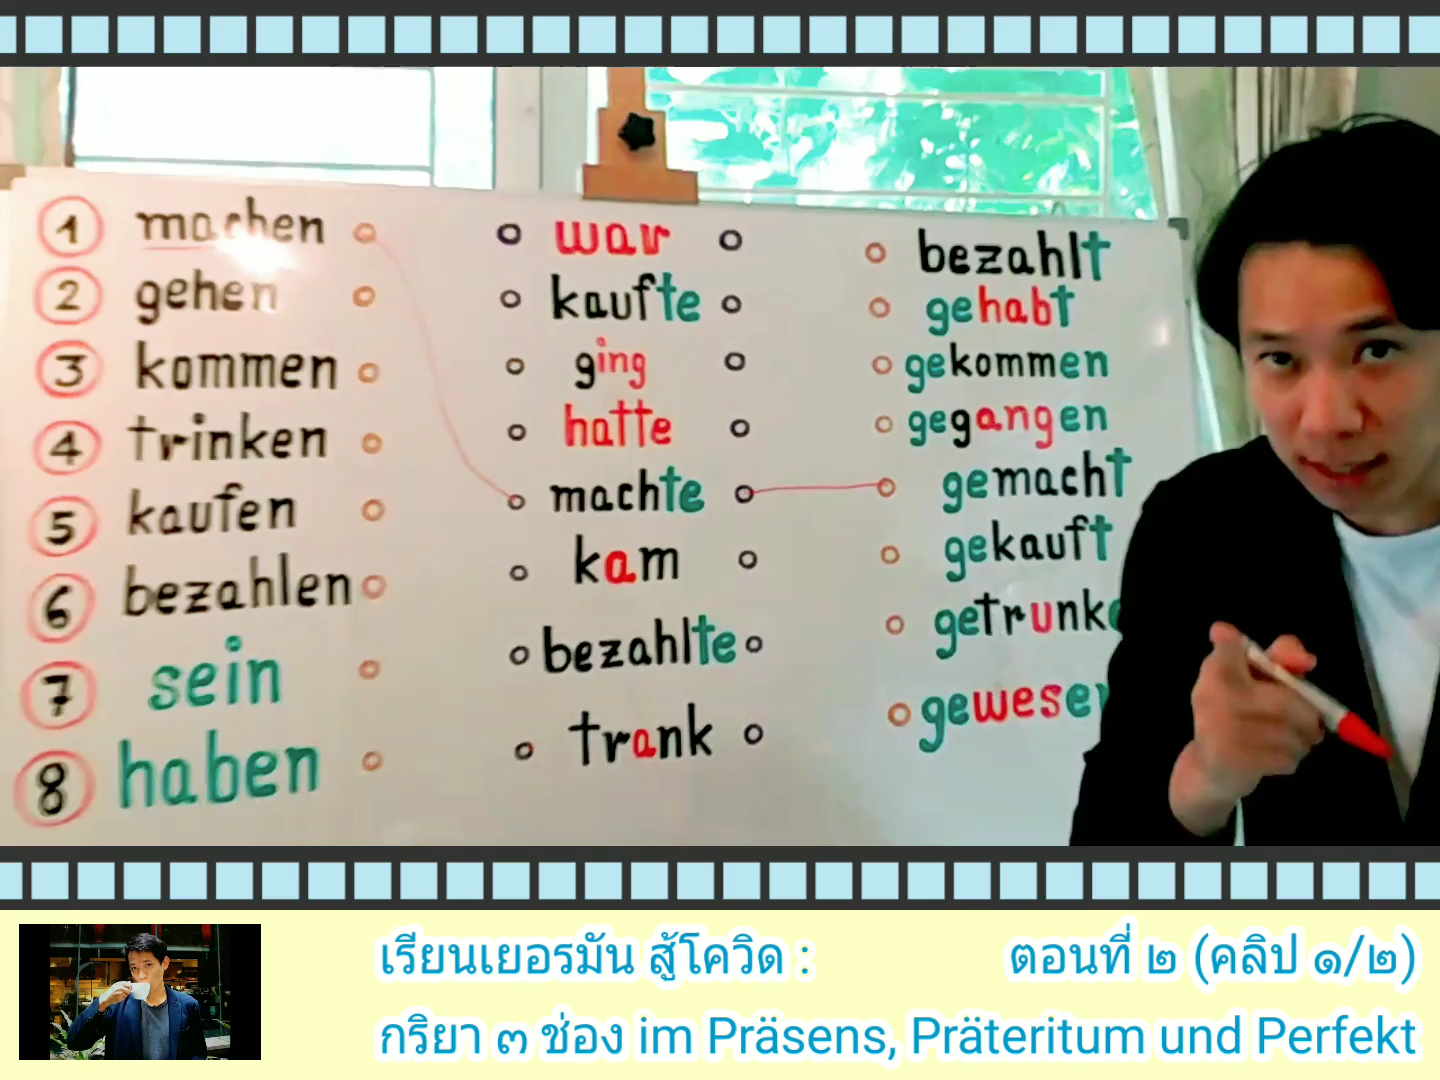 1 machen war bezahlt
2 gehen kaufte gehabt
3 kommen ging gekommen
4 trinken hatte gegangen
5 kaufen machte gemacht
6 bezahlen kam gekauft
7 sein bezahlte
8 haben trank
เรียนเยอรมัน สู้โควิด : ตอนที่ ๒ (คลิป ๑/๒)
กริยา ๓ ช่อง im Präsens, Präteritum und Perfekt